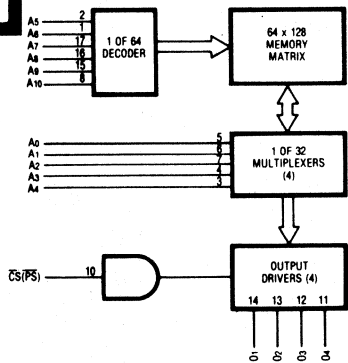 A5 2
A6 1
A7 17
A8 16
A9 15
A10 8
1 OF 64
DECODER
64 x 128
MEMORY
MATRIX
A0 5
A1 6
A2 7
A3 4
A4 3
1 OF 32
MULTIPLEXERS
(4)
C̅S̅(P̅S̅) 10
OUTPUT
DRIVERS (4)
14 13 12 11
O1 O2 O3 O4